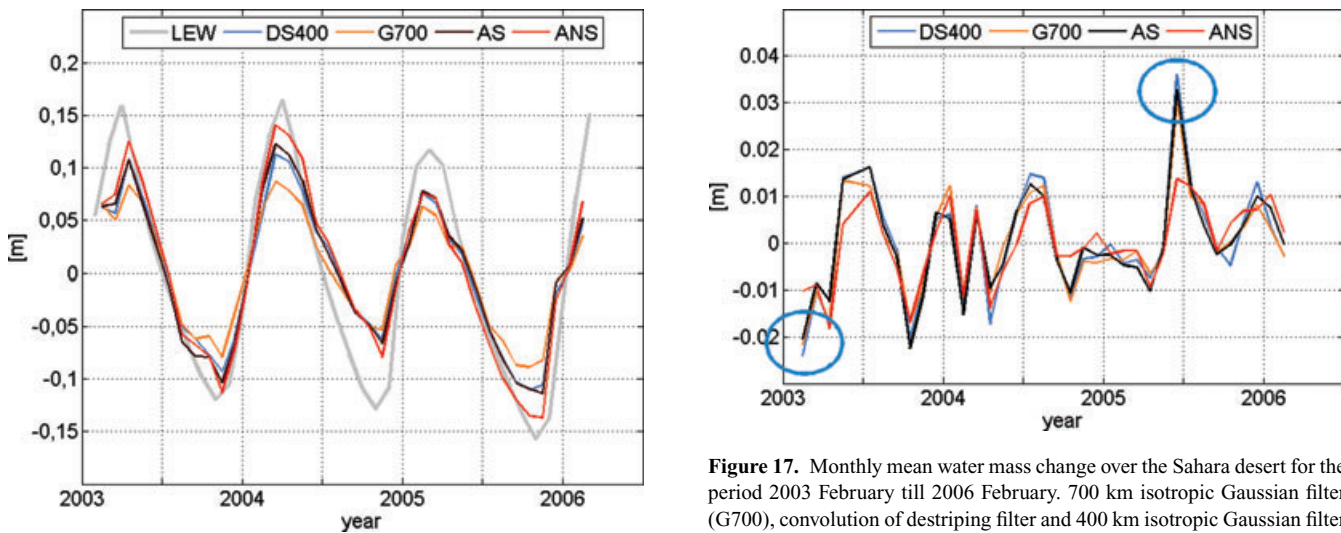 LEW DS400 G700 AS ANS
0,2
0,15
0,1
0,05
0
-0,05
-0,1
-0,15
[m]
2003 2004 2005 2006
year
DS400 G700 AS ANS
0.04
0.03
0.02
0.01
0
-0.01
-0.02
[m]
2003 2004 2005 2006
year
Figure 17. Monthly mean water mass change over the Sahara desert for the
period 2003 February till 2006 February. 700 km isotropic Gaussian filter
(G700), convolution of destriping filter and 400 km isotropic Gaussian filter